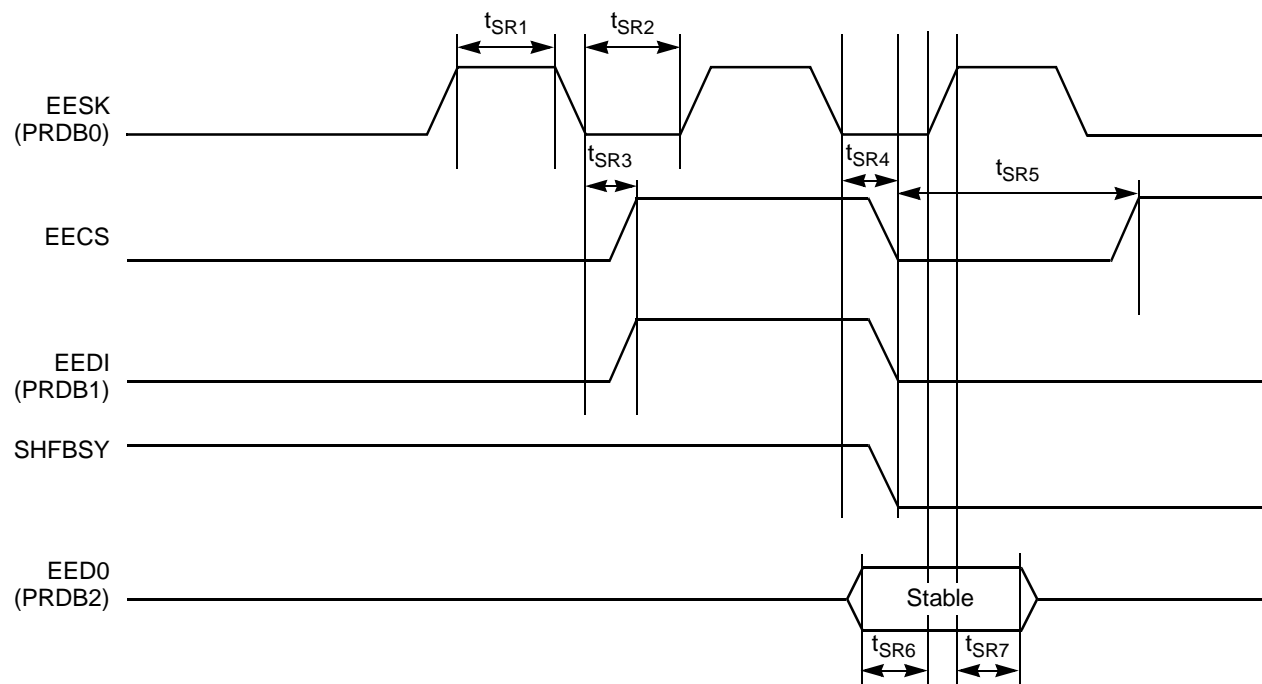 tSR1
tSR2
EESK
(PRDB0)
tSR3
tSR4
tSR5
EECS
EEDI
(PRDB1)
SHFBSY
EED0
(PRDB2)
Stable
tSR6
tSR7